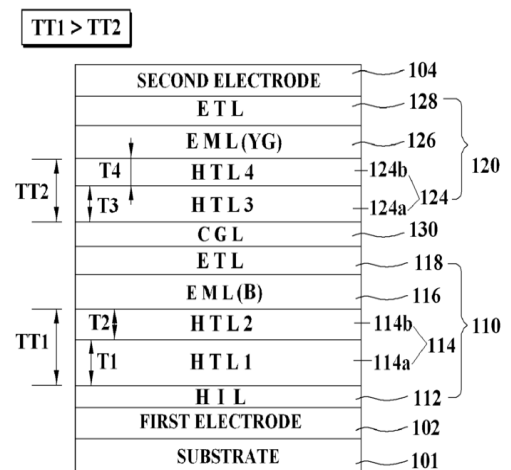 TT1 > TT2
SECOND ELECTRODE 104
ETL 128
EML(YG) 126
120
T4 HTL4 124b
TT2 124
T3 HTL3 124a
CGL 130
ETL 118
EML(B) 116
T2 HTL2 114b
TT1 114 110
T1 HTL1 114a
HIL 112
FIRST ELECTRODE 102
SUBSTRATE 101